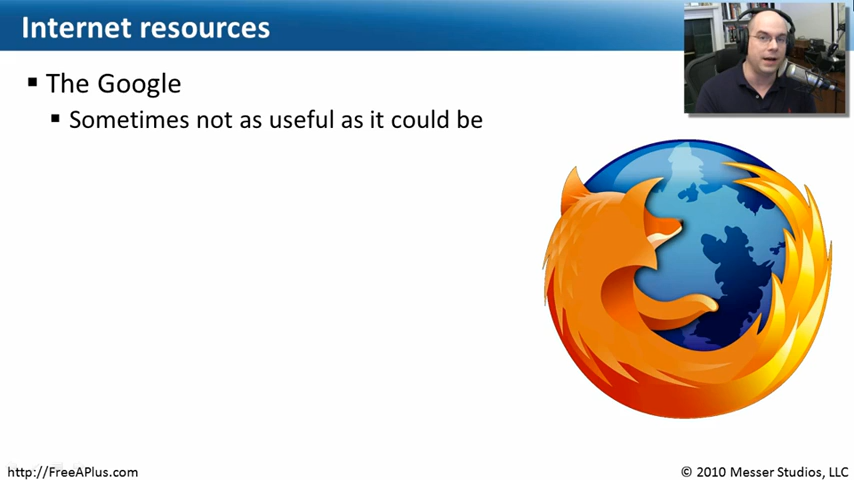 Internet resources
▪ The Google
▪ Sometimes not as useful as it could be
http://FreeAPlus.com
© 2010 Messer Studios, LLC